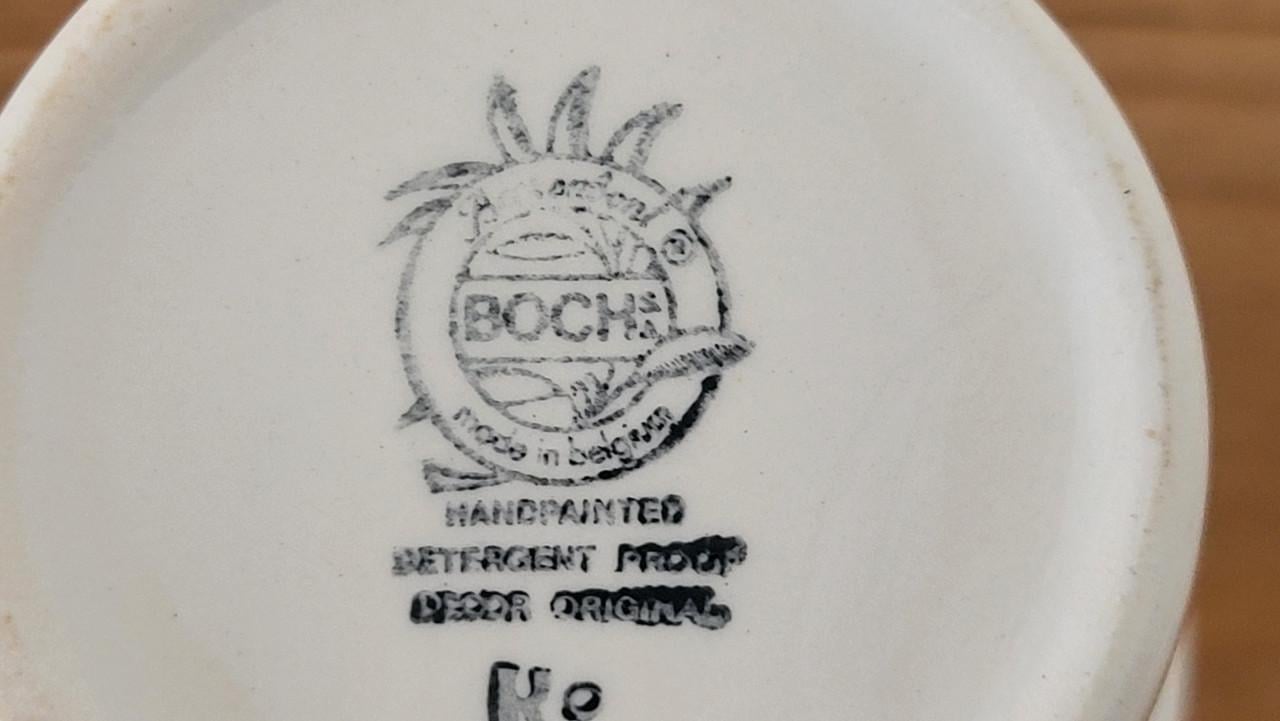 ®
BOCH S.A.
made in belgium
HANDPAINTED
DETERGENT PROOF
DECOR ORIGINAL